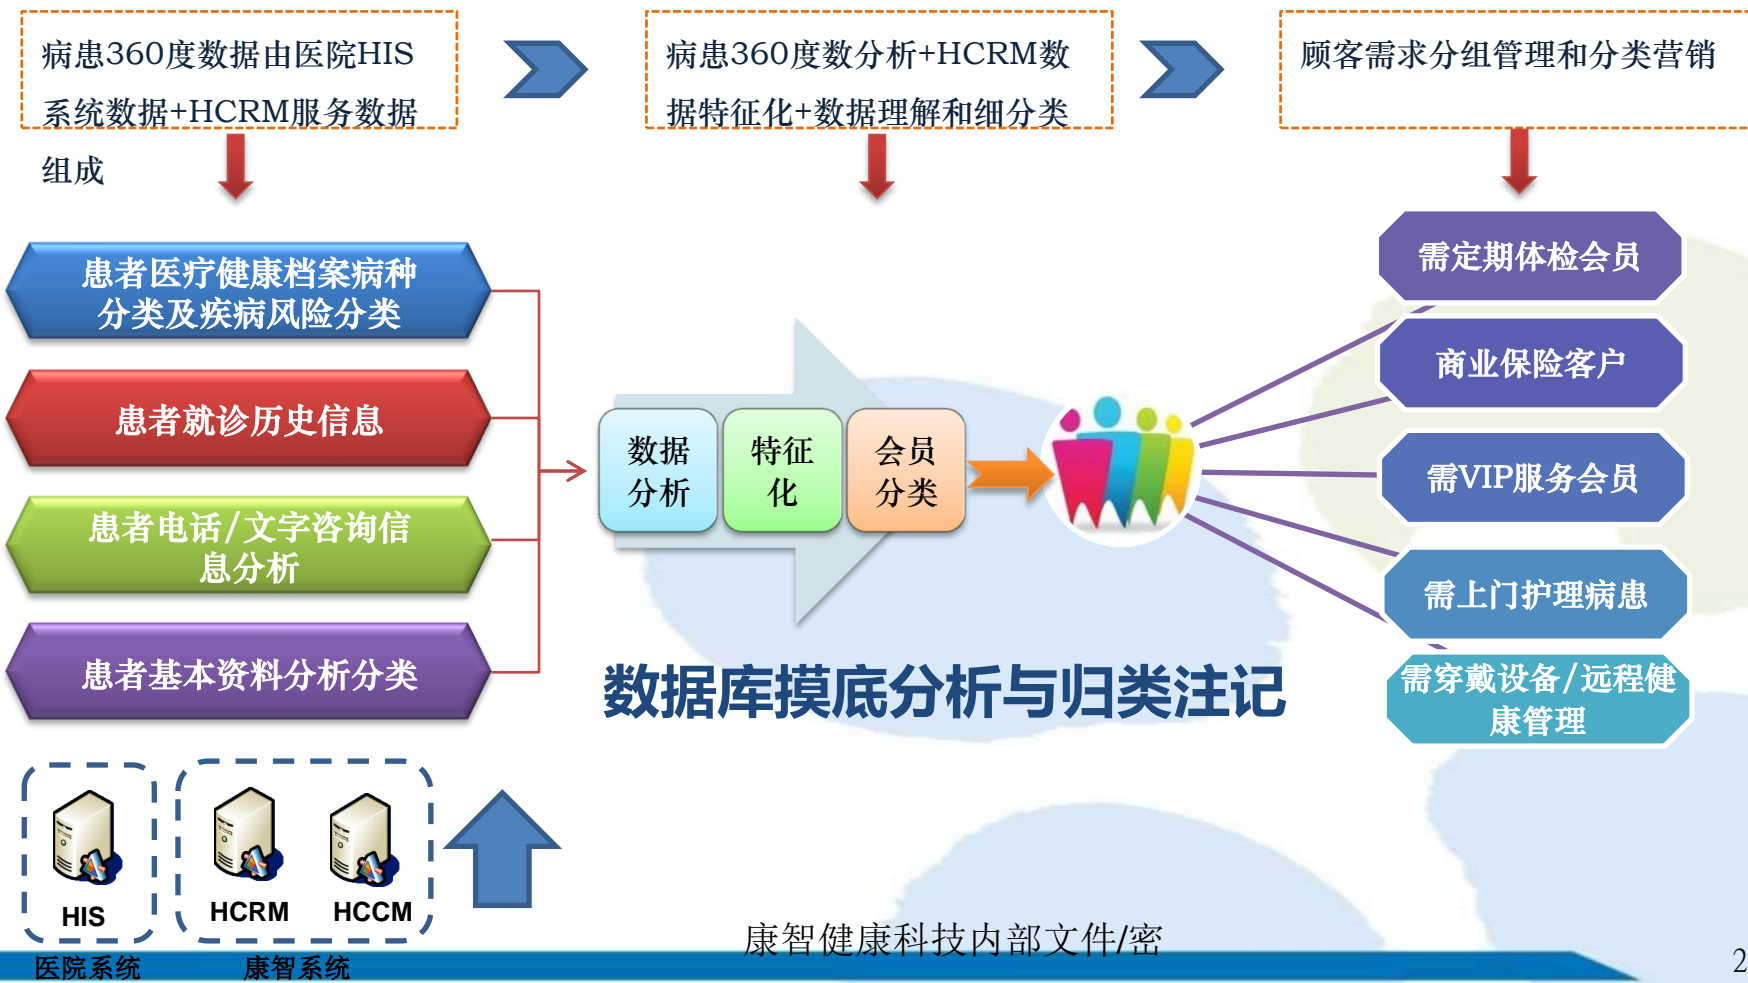 病患360度数据由医院HIS
系统数据+HCRM服务数据
组成
病患360度数分析+HCRM数
据特征化+数据理解和细分类
顾客需求分组管理和分类营销
患者医疗健康档案病种
分类及疾病风险分类
患者就诊历史信息
患者电话/文字咨询信
息分析
患者基本资料分析分类
数据
分析
特征
化
会员
分类
需定期体检会员
商业保险客户
需VIP服务会员
需上门护理病患
需穿戴设备/远程健
康管理
数据库摸底分析与归类注记
HIS
HCRM
HCCM
医院系统
康智系统
康智健康科技内部文件/密
2